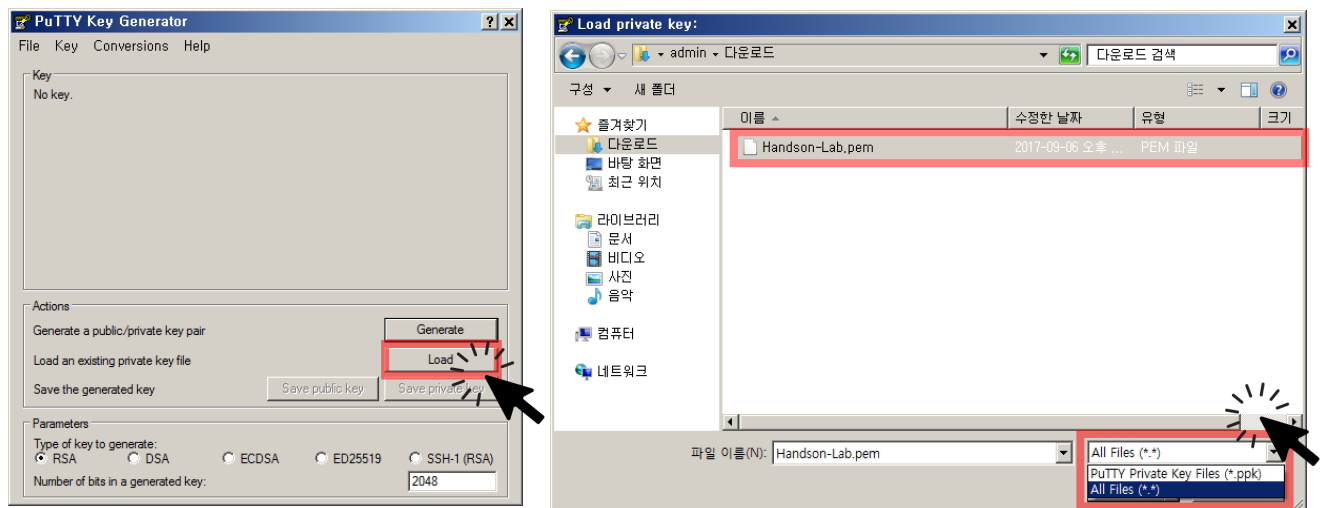 PuTTY Key Generator
File Key Conversions Help
Key
No key.
Actions
Generate a public/private key pair
Generate
Load an existing private key file
Load
Save the generated key
Save public key
Save private key
Parameters
Type of key to generate:
RSA DSA ECDSA ED25519 SSH-1 (RSA)
Number of bits in a generated key:
2048
Load private key:
admin 다운로드
다운로드 검색
구성 새 폴더
이름 수정한 날짜 유형 크기
Handson-Lab.pem 2017-09-06 오후 ... PEM 파일
즐겨찾기
다운로드
바탕 화면
최근 위치
라이브러리
문서
비디오
사진
음악
컴퓨터
네트워크
파일 이름(N): Handson-Lab.pem
All Files (*.*)
PuTTY Private Key Files (*.ppk)
All Files (*.*)